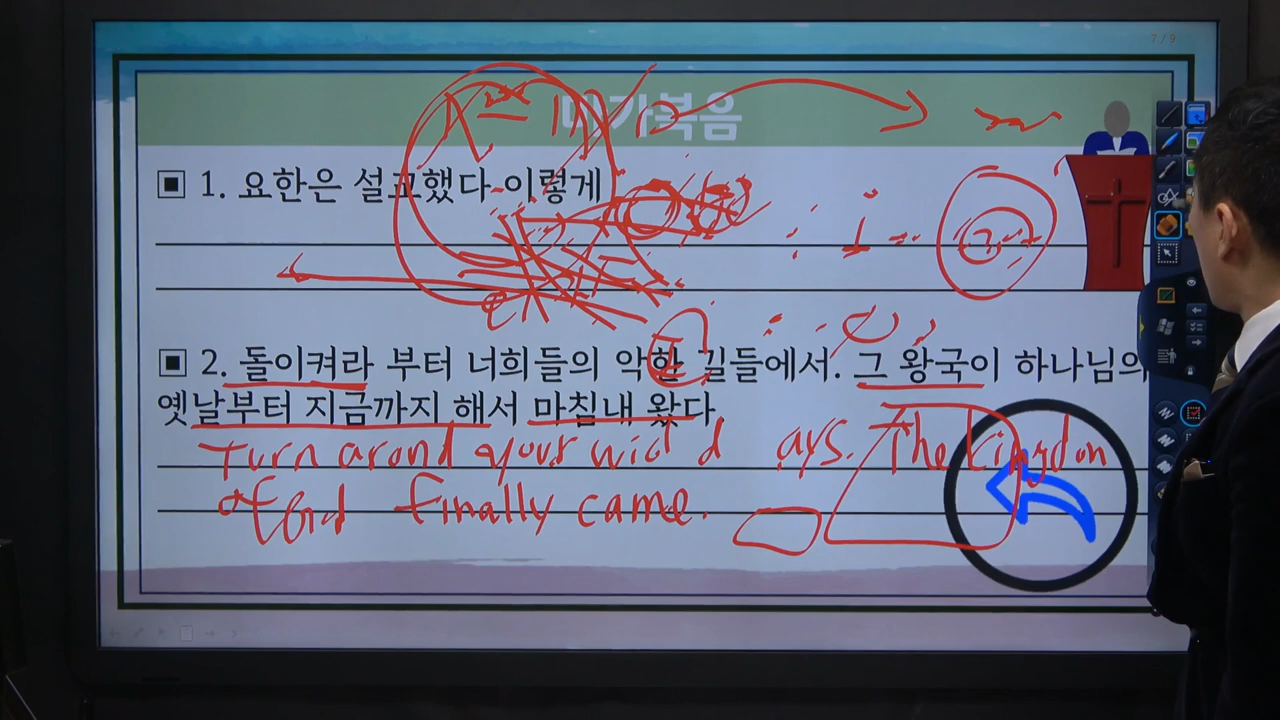 7 / 9
마가복음
▣ 1. 요한은 설교했다 이렇게
▣ 2. 돌이켜라 부터 너희들의 악한 길들에서. 그 왕국이 하나님의
옛날부터 지금까지 해서 마침내 왔다
Turn arond your wic d ays. The kingdon
of God finally came.